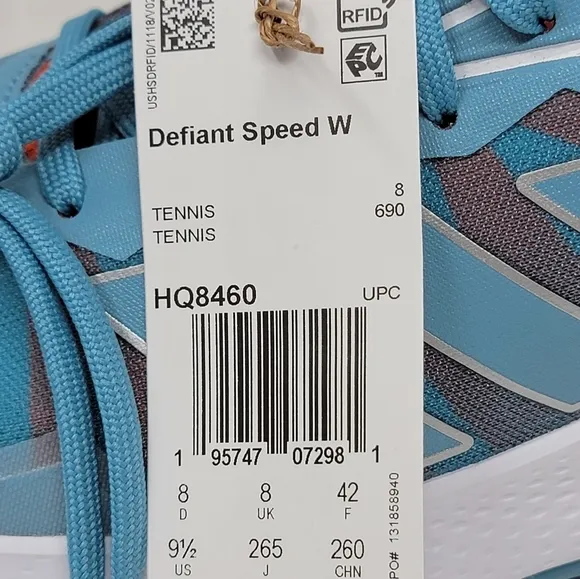 USHSDRFID/1118/V02
RFID
EPC™
Defiant Speed W
8
TENNIS 690
TENNIS
HQ8460 UPC
1 95747 07298 1
8 8 42
D UK F
9½ 265 260
US J CHN
PO# 131858940